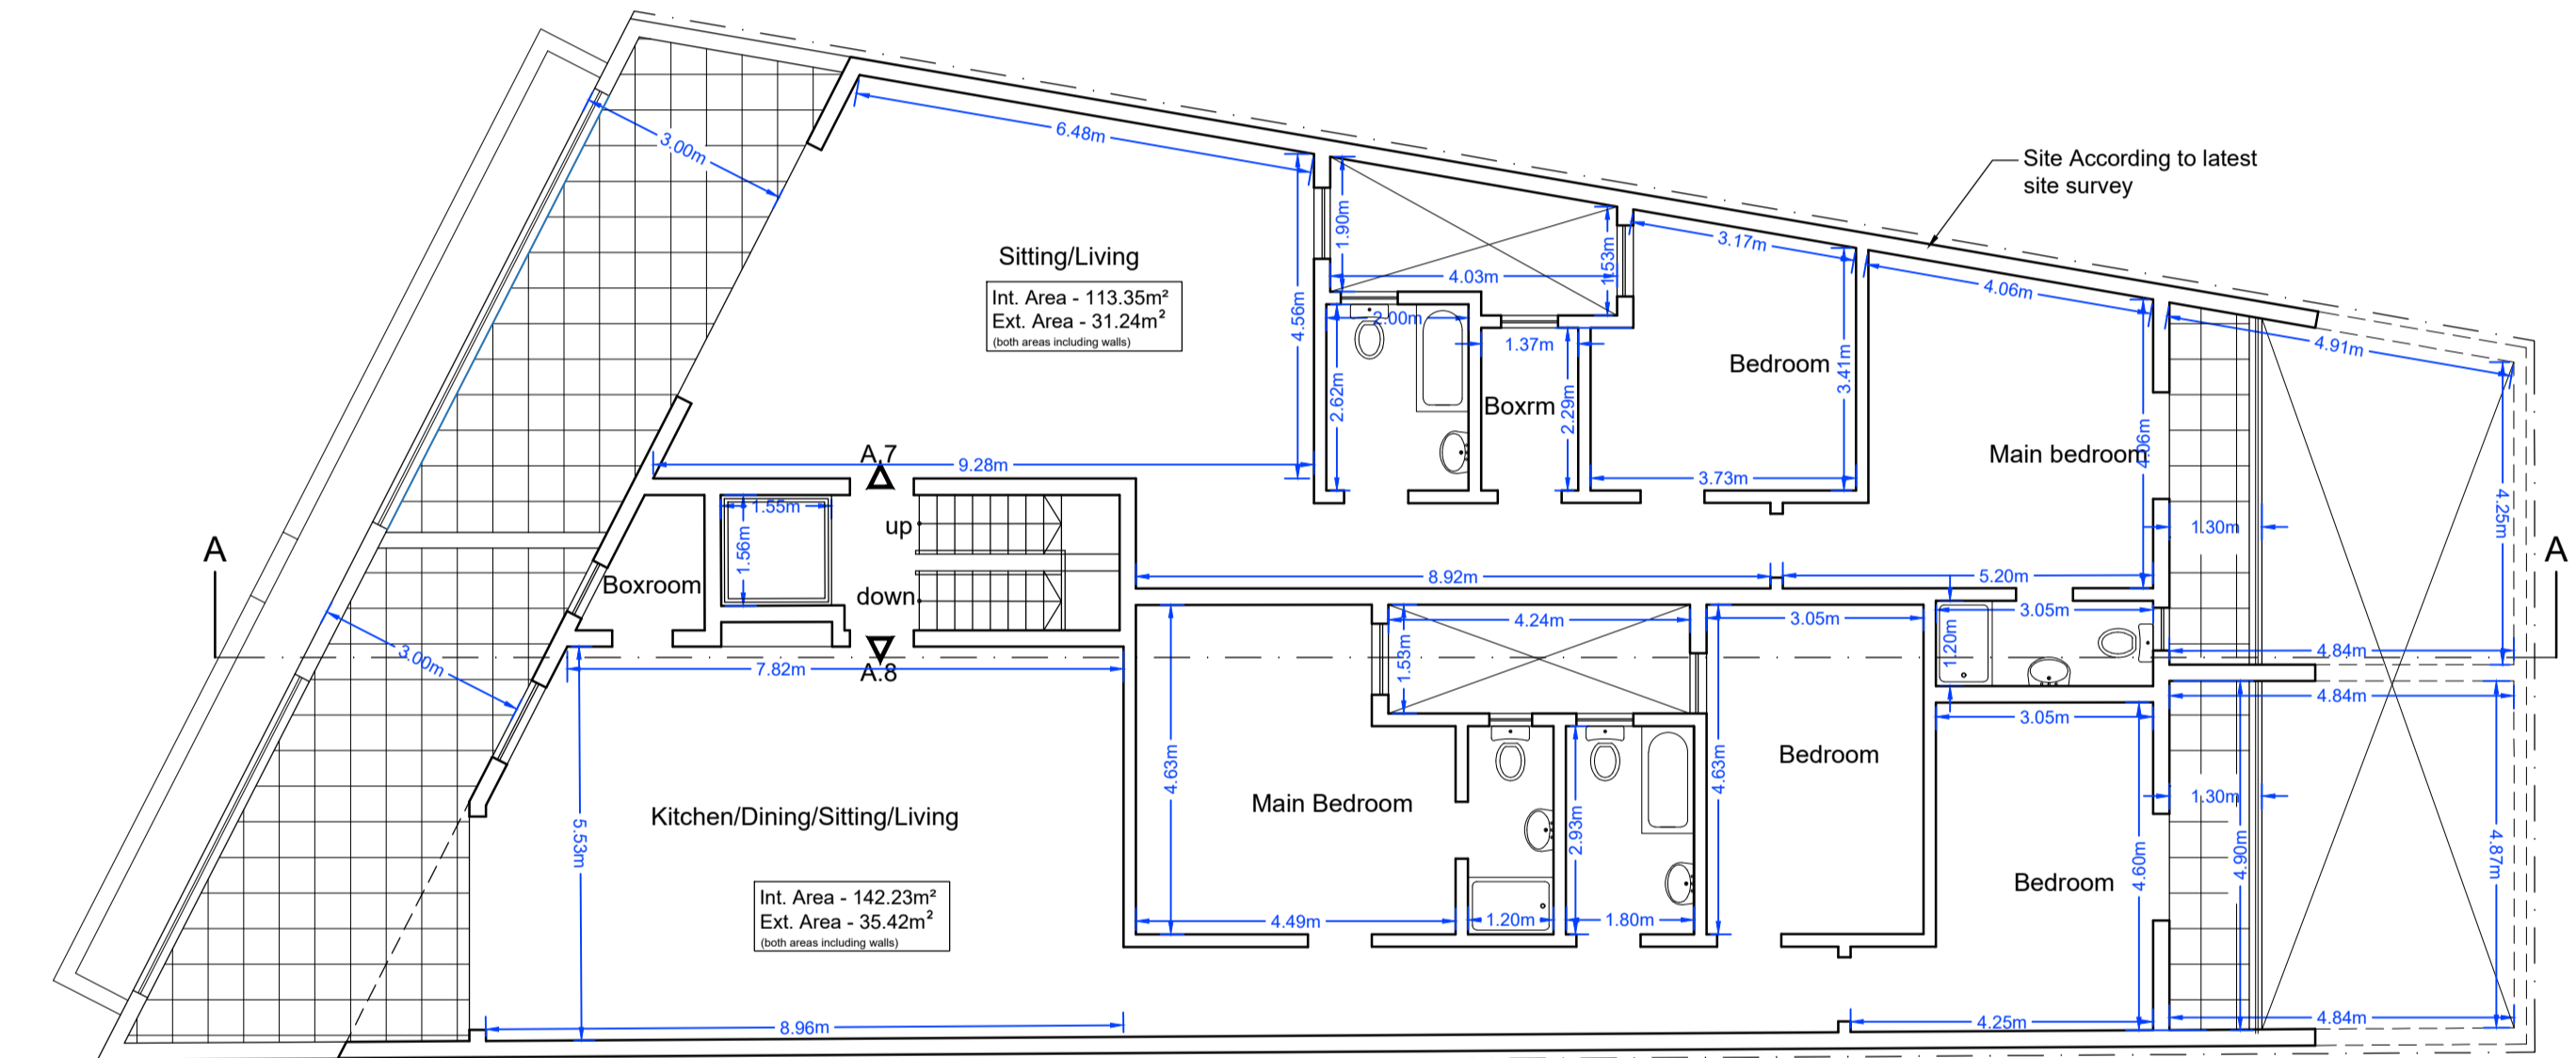 Site According to latest
site survey
3.00m
6.48m
1.90m
4.03m
1.53m
3.17m
4.06m
4.91m
Sitting/Living
Int. Area - 113.35m²
Ext. Area - 31.24m²
(both areas including walls)
4.56m
2.00m
1.37m
2.62m
Boxrm
2.29m
Bedroom
3.41m
Main bedroom
4.06m
4.25m
A.7
9.28m
3.73m
1.55m
1.56m
up
down
1.30m
A
A
Boxroom
8.92m
5.20m
3.05m
4.24m
3.05m
1.20m
1.53m
3.00m
7.82m
A.8
4.84m
4.84m
3.05m
4.63m
4.63m
Bedroom
Main Bedroom
Kitchen/Dining/Sitting/Living
5.53m
2.93m
1.30m
4.60m
4.90m
4.87m
Bedroom
Int. Area - 142.23m²
Ext. Area - 35.42m²
(both areas including walls)
4.49m
1.20m
1.80m
8.96m
4.25m
4.84m